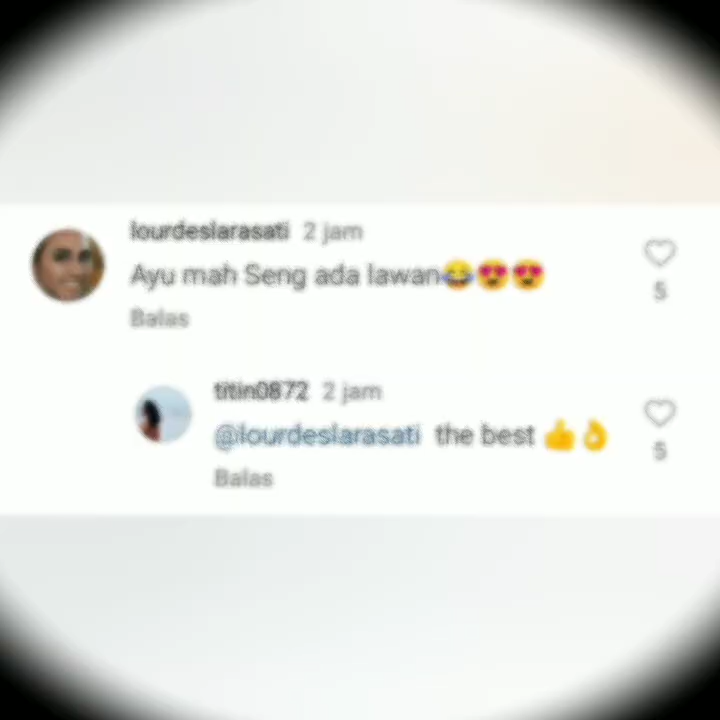 lourdeslarasati 2 jam
Ayu mah Seng ada lawan😂😍😍
5
Balas
titin0872 2 jam
@lourdeslarasati the best 👍👌
5
Balas